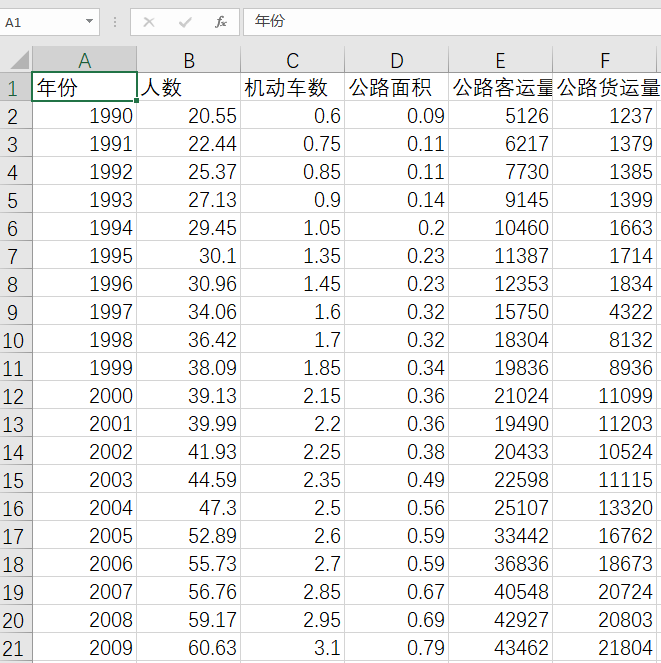 A1 fx 年份
A B C D E F
1 年份 人数 机动车数 公路面积 公路客运量 公路货运量
2 1990 20.55 0.6 0.09 5126 1237
3 1991 22.44 0.75 0.11 6217 1379
4 1992 25.37 0.85 0.11 7730 1385
5 1993 27.13 0.9 0.14 9145 1399
6 1994 29.45 1.05 0.2 10460 1663
7 1995 30.1 1.35 0.23 11387 1714
8 1996 30.96 1.45 0.23 12353 1834
9 1997 34.06 1.6 0.32 15750 4322
10 1998 36.42 1.7 0.32 18304 8132
11 1999 38.09 1.85 0.34 19836 8936
12 2000 39.13 2.15 0.36 21024 11099
13 2001 39.99 2.2 0.36 19490 11203
14 2002 41.93 2.25 0.38 20433 10524
15 2003 44.59 2.35 0.49 22598 11115
16 2004 47.3 2.5 0.56 25107 13320
17 2005 52.89 2.6 0.59 33442 16762
18 2006 55.73 2.7 0.59 36836 18673
19 2007 56.76 2.85 0.67 40548 20724
20 2008 59.17 2.95 0.69 42927 20803
21 2009 60.63 3.1 0.79 43462 21804